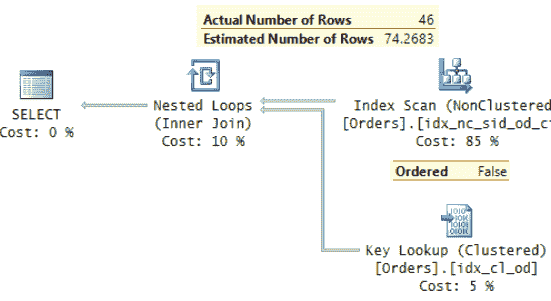 Actual Number of Rows 46
Estimated Number of Rows 74.2683
SELECT
Cost: 0 %
Nested Loops
(Inner Join)
Cost: 10 %
Index Scan (NonClustered
[Orders].[idx_nc_sid_od_c
Cost: 85 %
Ordered False
Key Lookup (Clustered)
[Orders].[idx_cl_od]
Cost: 5 %